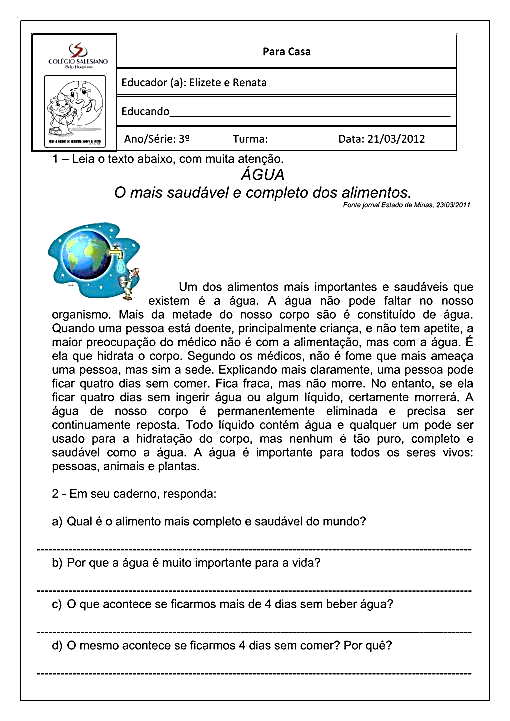 COLÉGIO SALESIANO
Belo Horizonte
Para Casa
Educador (a): Elizete e Renata
Educando
Ano/Série: 3º Turma: Data: 21/03/2012
1 – Leia o texto abaixo, com muita atenção.
ÁGUA
O mais saudável e completo dos alimentos.
Fonte jornal Estado de Minas, 23/03/2011
Um dos alimentos mais importantes e saudáveis que
existem é a água. A água não pode faltar no nosso
organismo. Mais da metade do nosso corpo são é constituído de água.
Quando uma pessoa está doente, principalmente criança, e não tem apetite, a
maior preocupação do médico não é com a alimentação, mas com a água. É
ela que hidrata o corpo. Segundo os médicos, não é fome que mais ameaça
uma pessoa, mas sim a sede. Explicando mais claramente, uma pessoa pode
ficar quatro dias sem comer. Fica fraca, mas não morre. No entanto, se ela
ficar quatro dias sem ingerir água ou algum líquido, certamente morrerá. A
água de nosso corpo é permanentemente eliminada e precisa ser
continuamente reposta. Todo líquido contém água e qualquer um pode ser
usado para a hidratação do corpo, mas nenhum é tão puro, completo e
saudável como a água. A água é importante para todos os seres vivos:
pessoas, animais e plantas.
2 - Em seu caderno, responda:
a) Qual é o alimento mais completo e saudável do mundo?
b) Por que a água é muito importante para a vida?
c) O que acontece se ficarmos mais de 4 dias sem beber água?
d) O mesmo acontece se ficarmos 4 dias sem comer? Por quê?